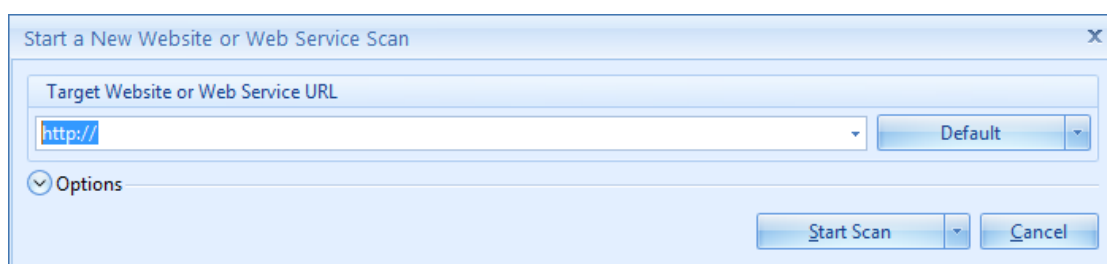 Start a New Website or Web Service Scan
Target Website or Web Service URL
http://
Default
Options
Start Scan
Cancel